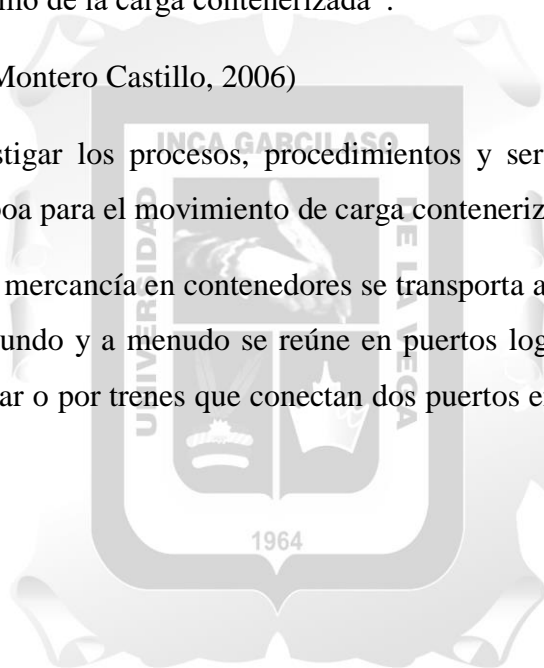 mo de la carga contenerizada".
Montero Castillo, 2006)
stigar los procesos, procedimientos y ser
boa para el movimiento de carga conteneriz
mercancía en contenedores se transporta a
undo y a menudo se reúne en puertos log
ar o por trenes que conectan dos puertos e
INCA GARCILASO
UNIVERSIDAD
DE LA VEGA
1964